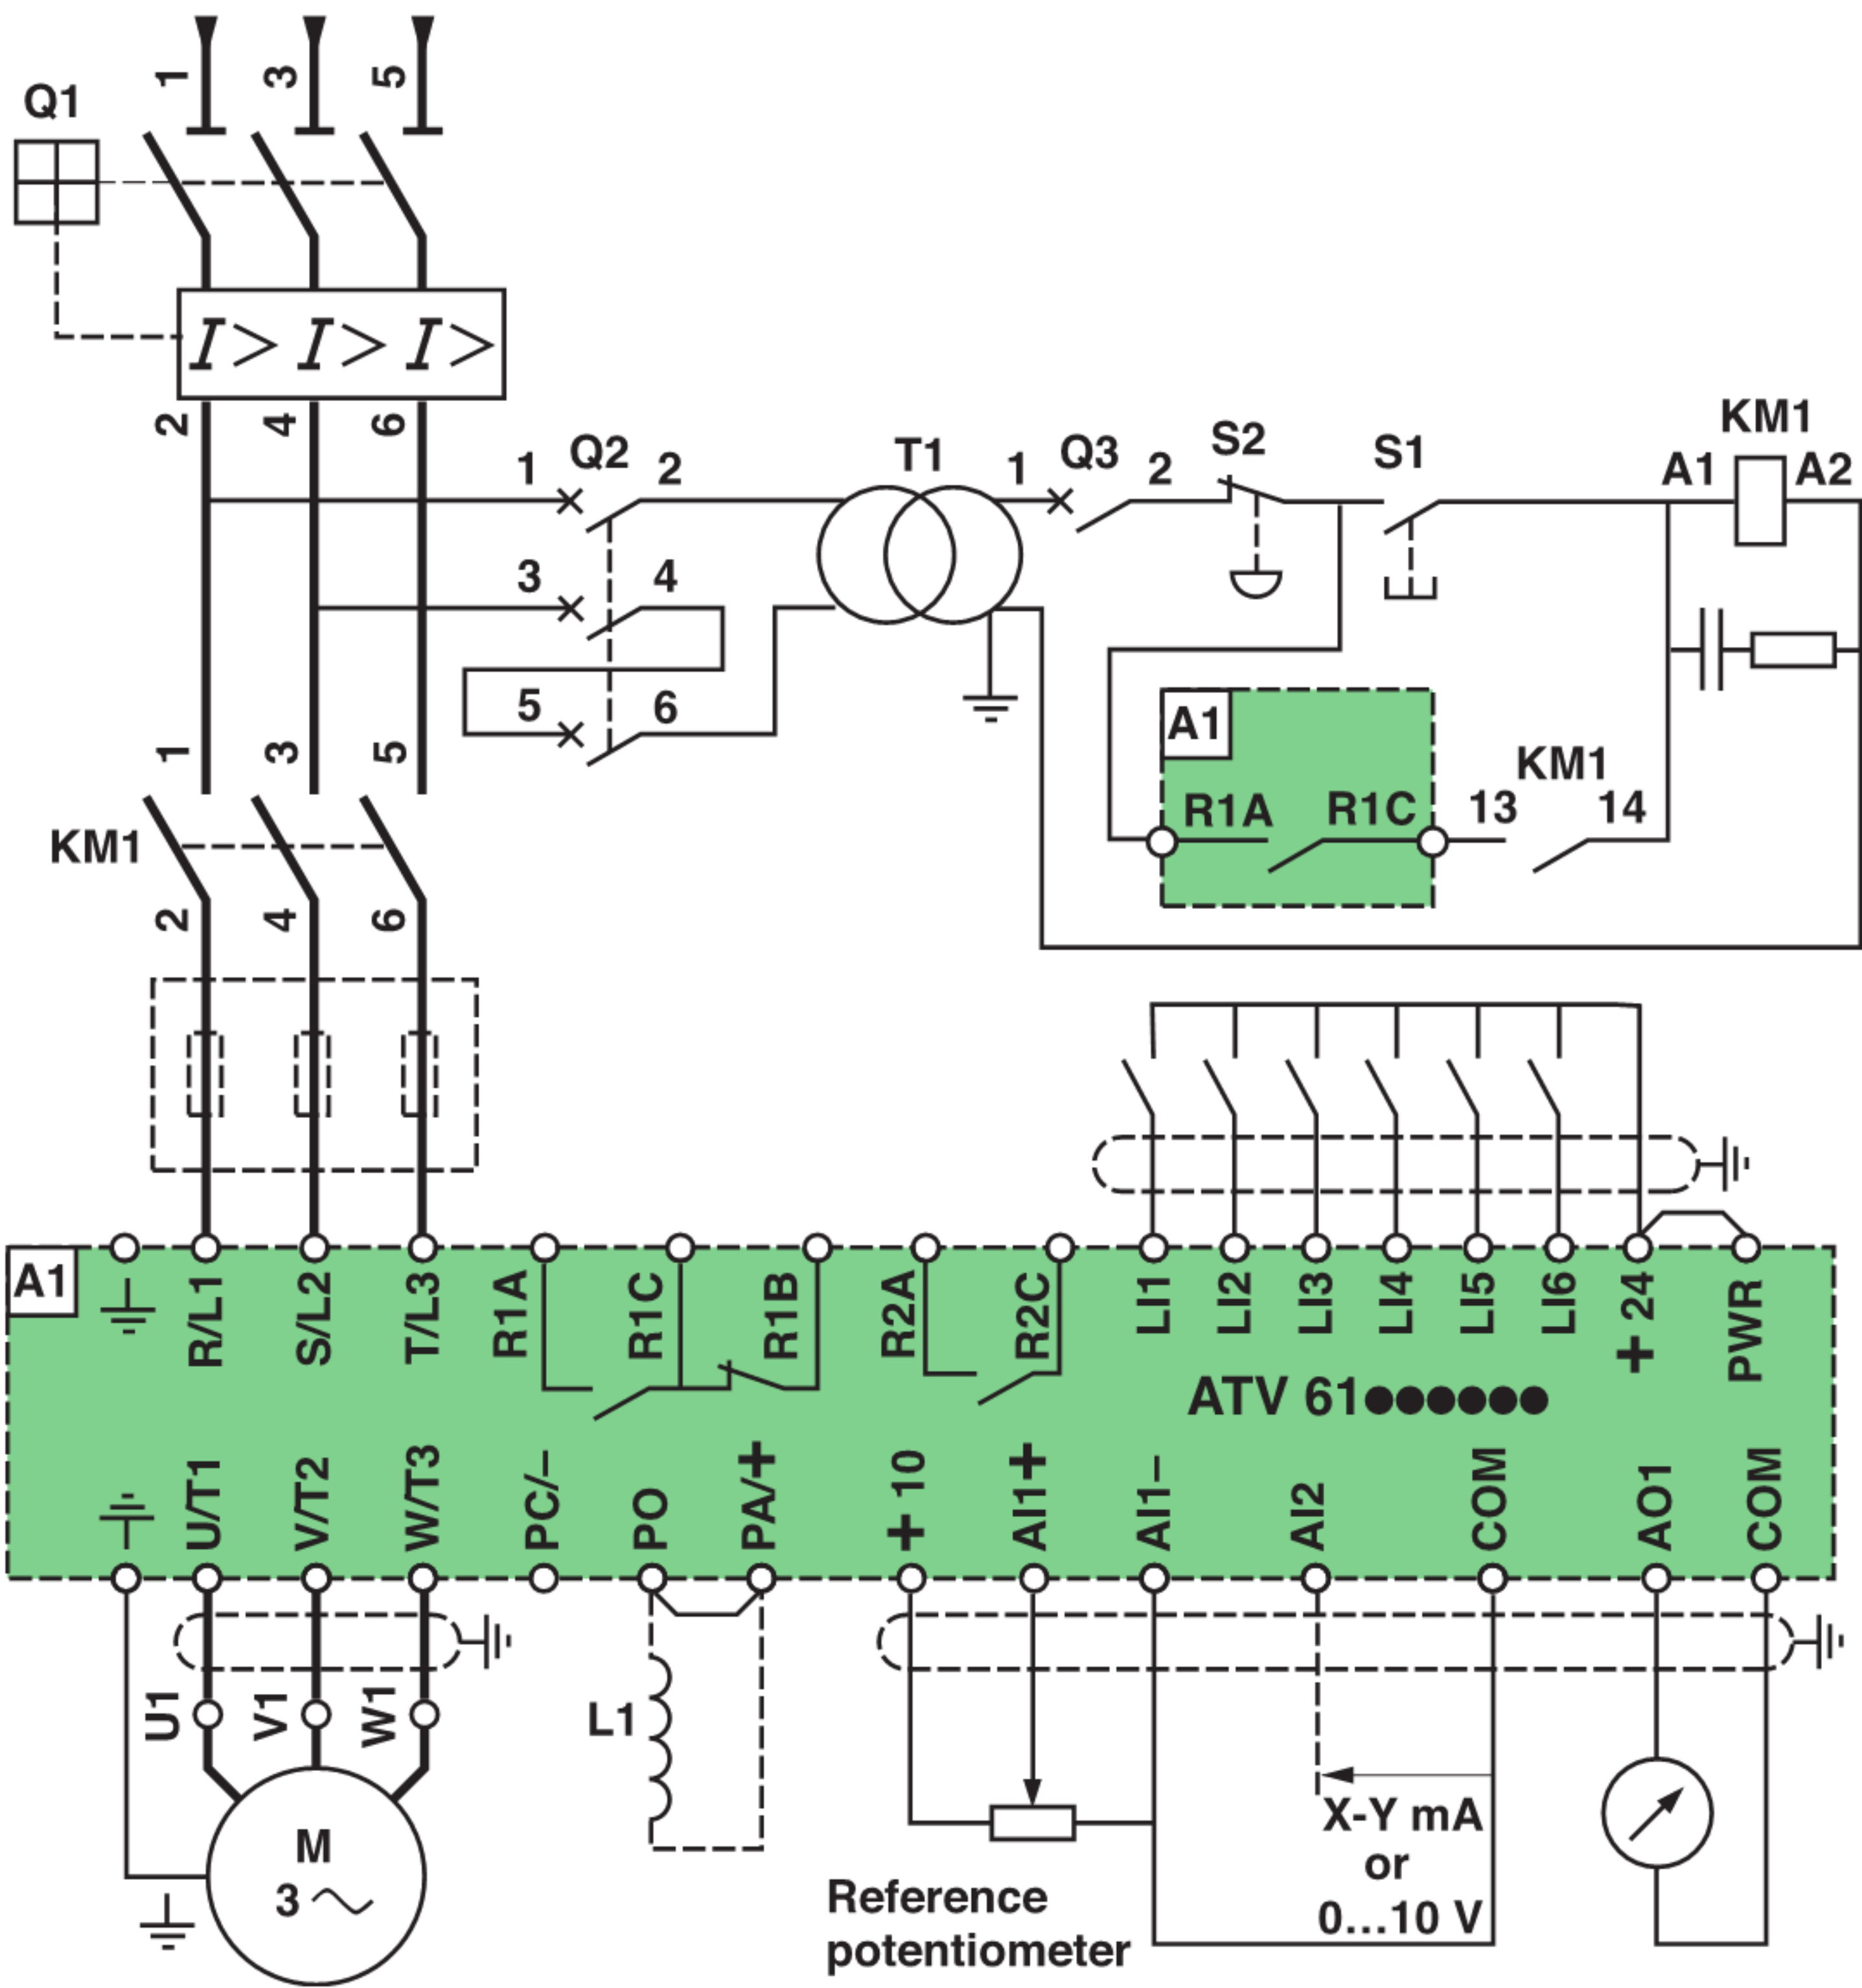 1 3 5
Q1
I> I> I>
2 4 6
1 Q2 2
T1
1 Q3 2
S2
S1
KM1
A1 A2
3 4
5 6
A1
R1A R1C
KM1
13 14
1 3 5
KM1
2 4 6
A1
R/L1
S/L2
T/L3
R1A
R1C
R1B
R2A
R2C
LI1
LI2
LI3
LI4
LI5
LI6
+ 24
PWR
ATV 61●●●●●●
U/T1
V/T2
W/T3
PC/–
PO
PA/+
+ 10
AI1+
AI1–
AI2
COM
AO1
COM
U1
V1
W1
L1
M
3
X-Y mA
or
0...10 V
Reference
potentiometer